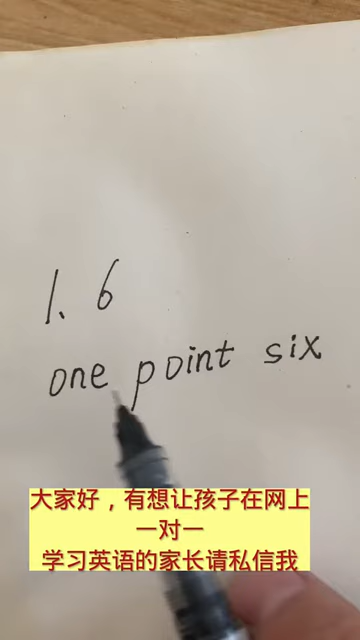 1.6
one point six
大家好，有想让孩子在网上
一对一
学习英语的家长请私信我